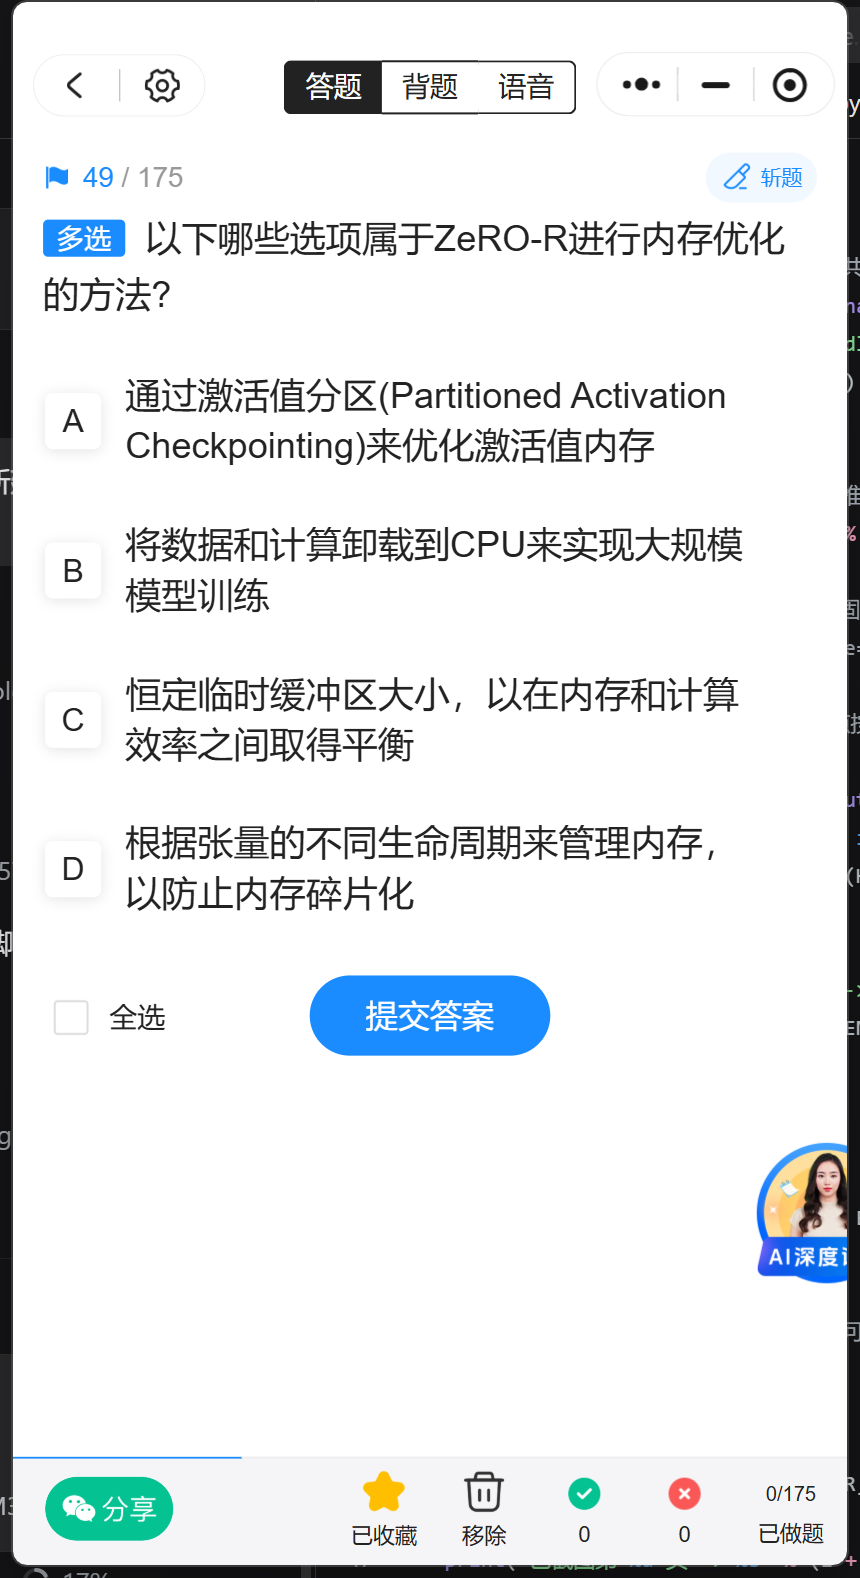 答题 背题 语音
49 / 175
斩题
多选 以下哪些选项属于ZeRO-R进行内存优化
的方法?
A
通过激活值分区(Partitioned Activation
Checkpointing)来优化激活值内存
B
将数据和计算卸载到CPU来实现大规模
模型训练
C
恒定临时缓冲区大小，以在内存和计算
效率之间取得平衡
D
根据张量的不同生命周期来管理内存，
以防止内存碎片化
全选
提交答案
AI深度
分享
已收藏
移除
0
0
0/175
已做题